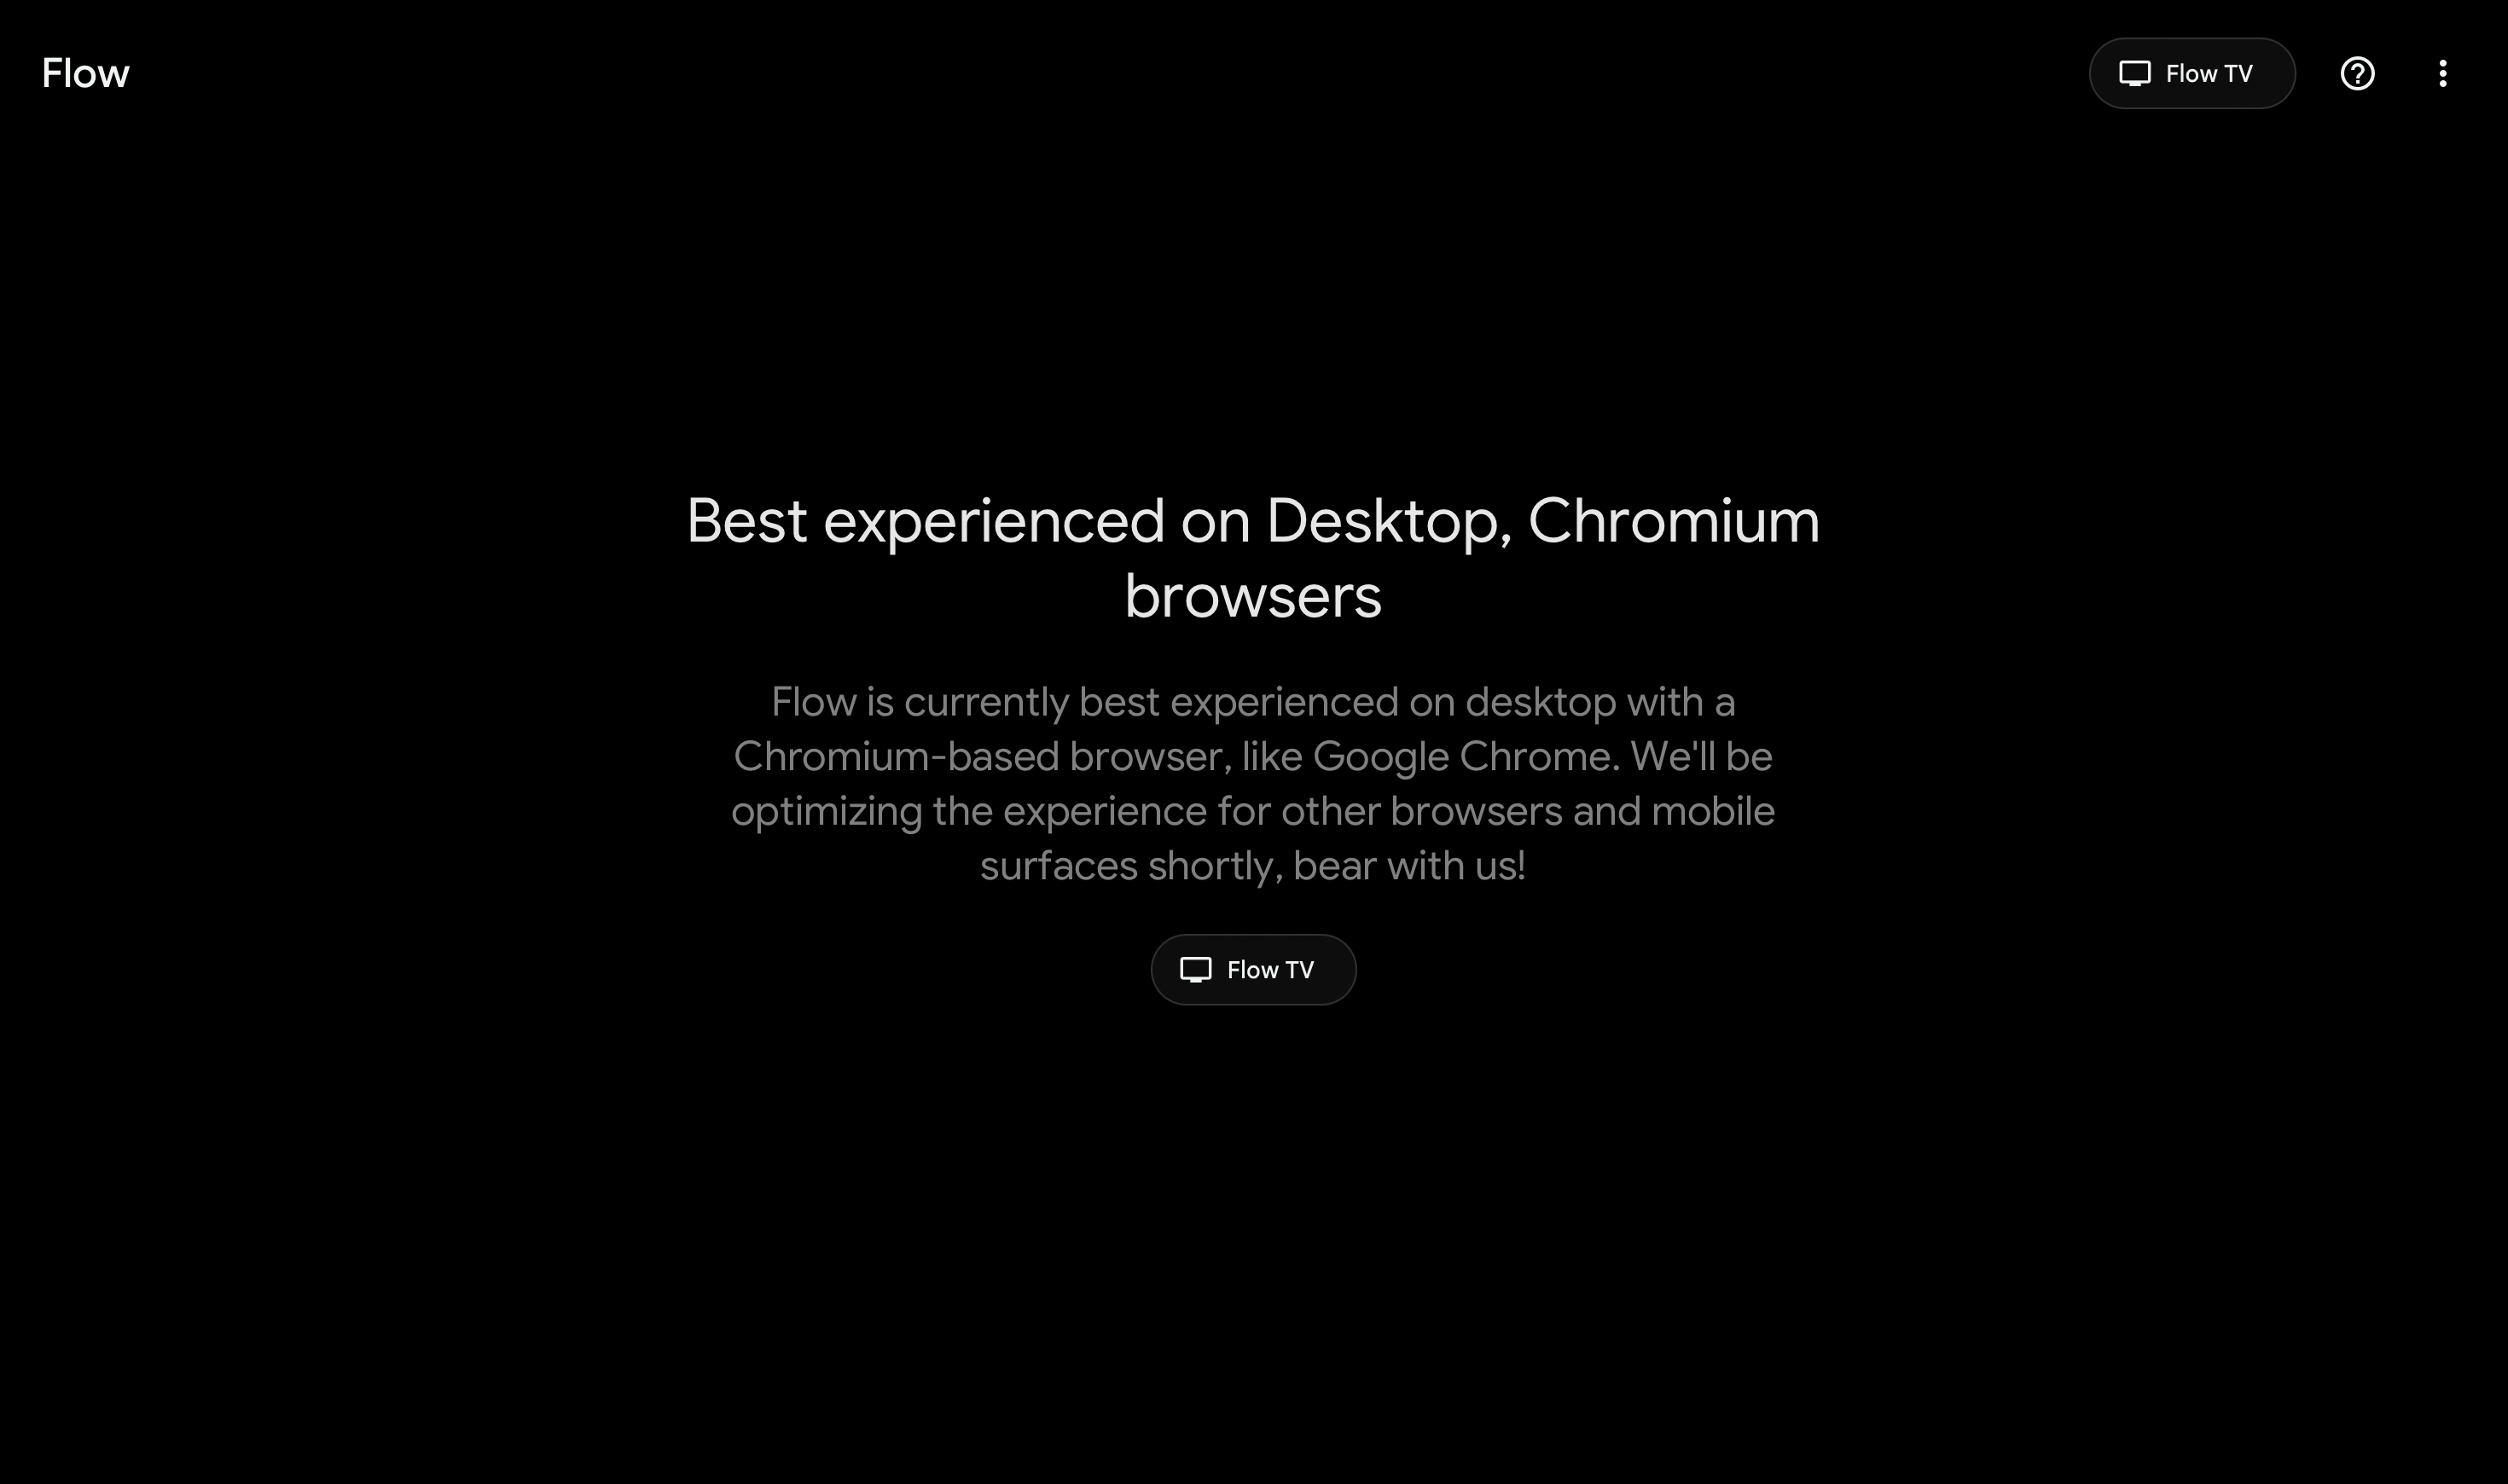 Flow
Flow TV
Best experienced on Desktop, Chromium
browsers
Flow is currently best experienced on desktop with a
Chromium-based browser, like Google Chrome. We'll be
optimizing the experience for other browsers and mobile
surfaces shortly, bear with us!
Flow TV